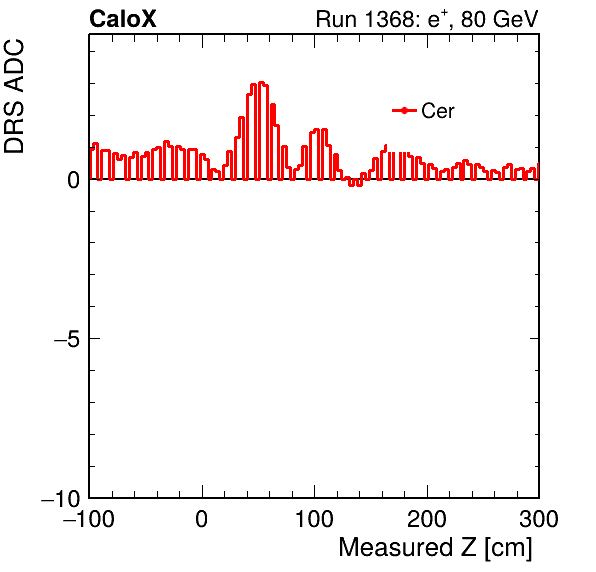 CaloX Run 1368: e⁺, 80 GeV
DRS ADC
Cer
0
−5
−10
−100 0 100 200 300
Measured Z [cm]